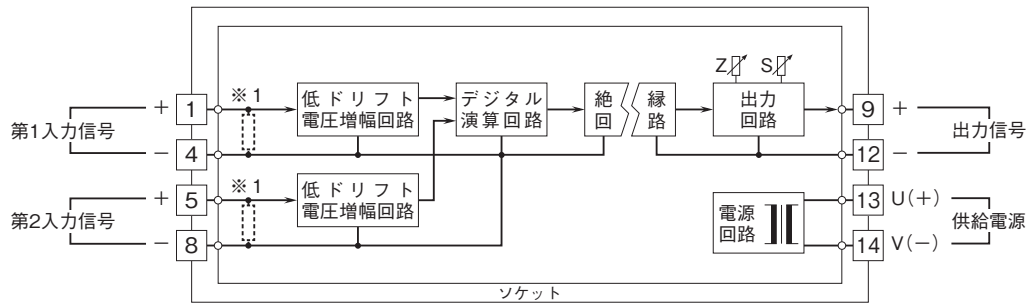 Z S
第1入力信号
+ 1
※1
低ドリフト
電圧増幅回路
デジタル
演算回路
絶
回
縁
路
出力
回路
9 +
出力信号
− 4
12 −
第2入力信号
+ 5
※1
低ドリフト
電圧増幅回路
− 8
電源
回路
13 U(+)
供給電源
14 V(−)
ソケット